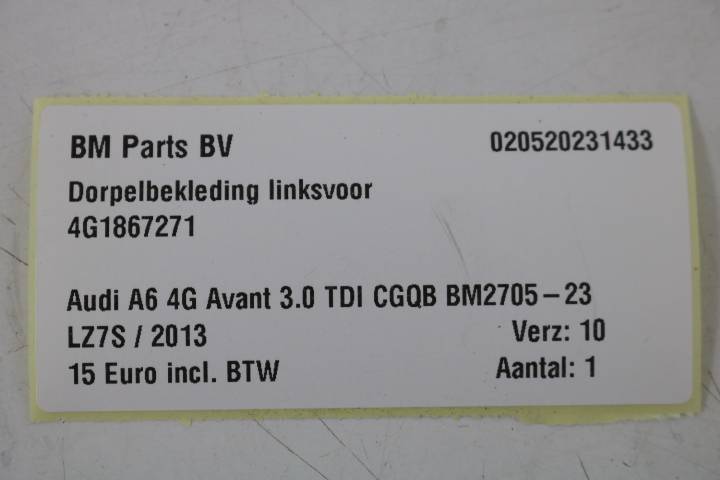 BM Parts BV 020520231433
Dorpelbekleding linksvoor
4G1867271
Audi A6 4G Avant 3.0 TDI CGQB BM2705-23
LZ7S / 2013 Verz: 10
15 Euro incl. BTW Aantal: 1